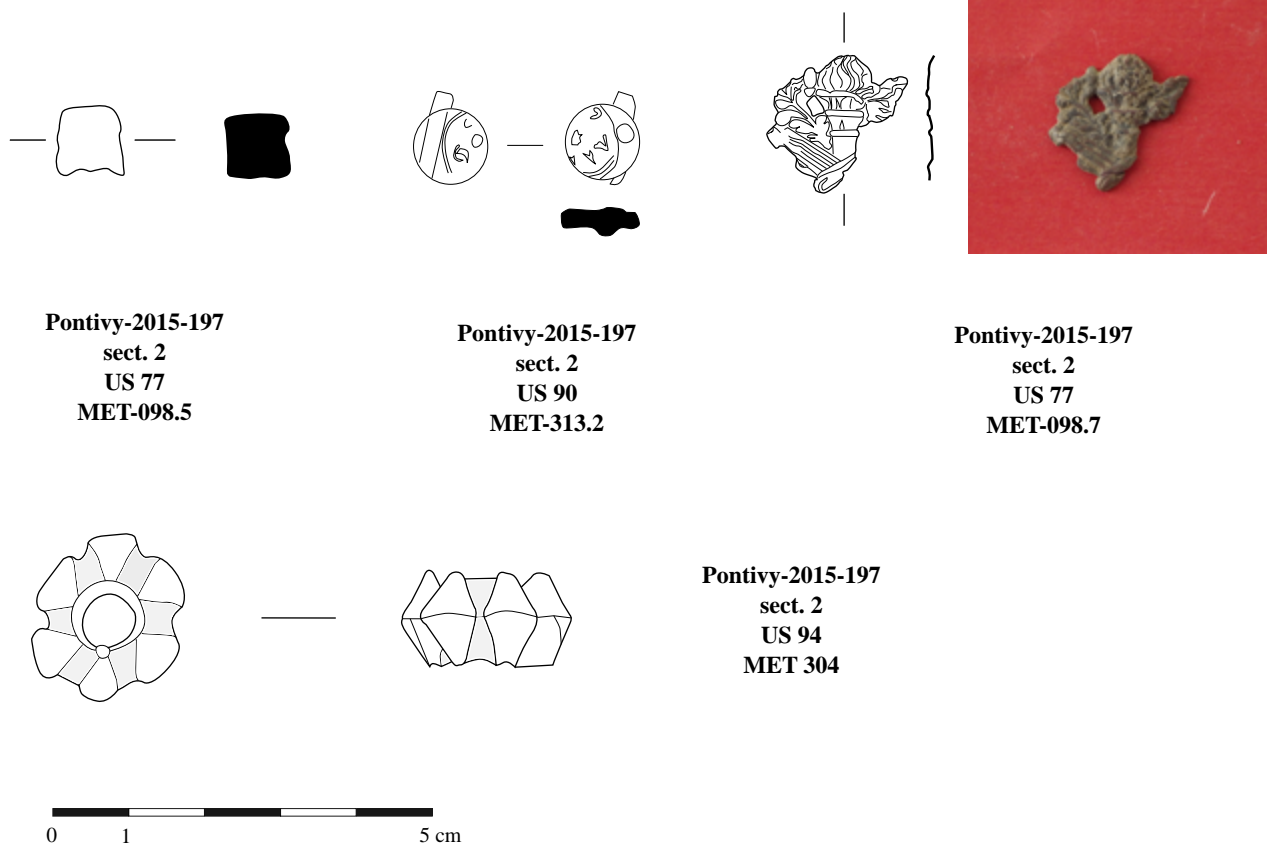 Pontivy-2015-197
sect. 2
US 77
MET-098.5
Pontivy-2015-197
sect. 2
US 90
MET-313.2
Pontivy-2015-197
sect. 2
US 77
MET-098.7
Pontivy-2015-197
sect. 2
US 94
MET 304
0 1 5 cm